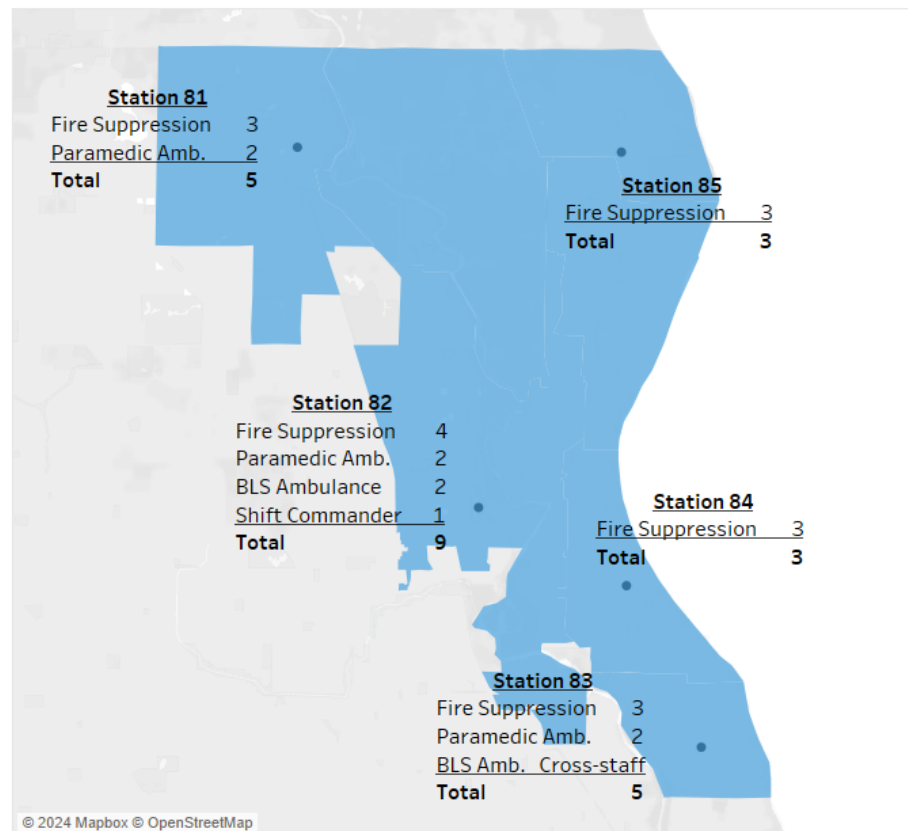 Station 81
Fire Suppression 3
Paramedic Amb. 2
Total 5
Station 85
Fire Suppression 3
Total 3
Station 82
Fire Suppression 4
Paramedic Amb. 2
BLS Ambulance 2
Shift Commander 1
Total 9
Station 84
Fire Suppression 3
Total 3
Station 83
Fire Suppression 3
Paramedic Amb. 2
BLS Amb. Cross-staff
Total 5
© 2024 Mapbox © OpenStreetMap